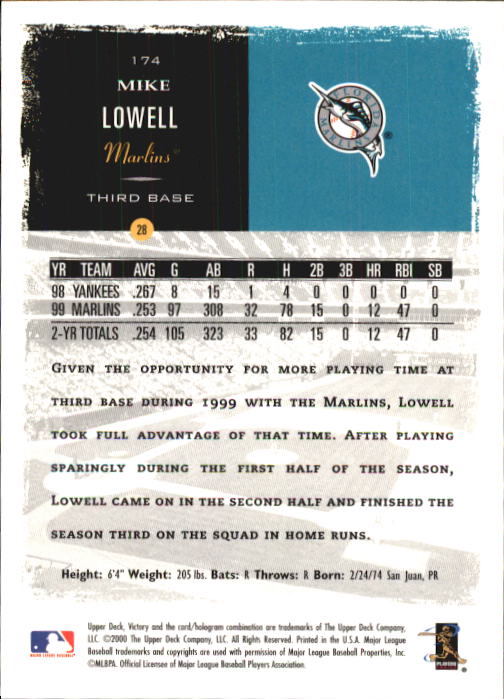 174
MIKE
LOWELL
Marlins
THIRD BASE
FLORIDA
MARLINS
®
28
YR TEAM AVG G AB R H 2B 3B HR RBI SB
98 YANKEES .267 8 15 1 4 0 0 0 0 0
99 MARLINS .253 97 308 32 78 15 0 12 47 0
2-YR TOTALS .254 105 323 33 82 15 0 12 47 0
GIVEN THE OPPORTUNITY FOR MORE PLAYING TIME AT
THIRD BASE DURING 1999 WITH THE MARLINS, LOWELL
TOOK FULL ADVANTAGE OF THAT TIME. AFTER PLAYING
SPARINGLY DURING THE FIRST HALF OF THE SEASON,
LOWELL CAME ON IN THE SECOND HALF AND FINISHED THE
SEASON THIRD ON THE SQUAD IN HOME RUNS.
Height: 6'4" Weight: 205 lbs. Bats: R Throws: R Born: 2/24/74 San Juan, PR
Upper Deck, Victory and the card/hologram combination are trademarks of The Upper Deck Company,
LLC. ©2000 The Upper Deck Company, LLC. All Rights Reserved. Printed in the U.S.A. Major League
Baseball trademarks and copyrights are used with permission of Major League Baseball Properties, Inc.
©MLBPA. Official Licensee of Major League Baseball Players Association.
MAJOR LEAGUE BASEBALL
PLAYERS